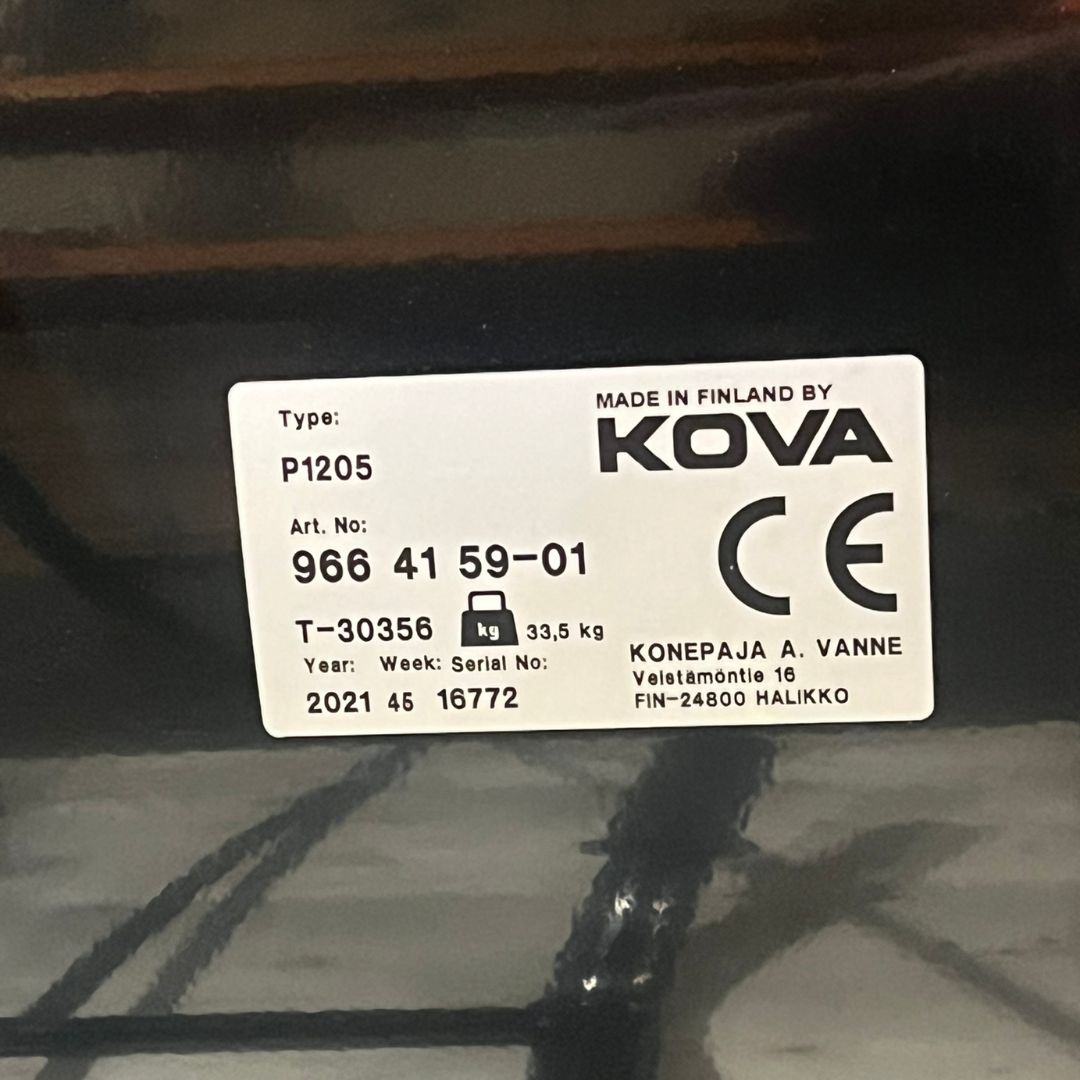 Type:
P1205
Art. No:
966 41 59-01
T-30356 kg 33,5 kg
Year: Week: Serial No:
2021 45 16772
MADE IN FINLAND BY
KOVA
CE
KONEPAJA A. VANNE
Veistämöntie 16
FIN-24800 HALIKKO